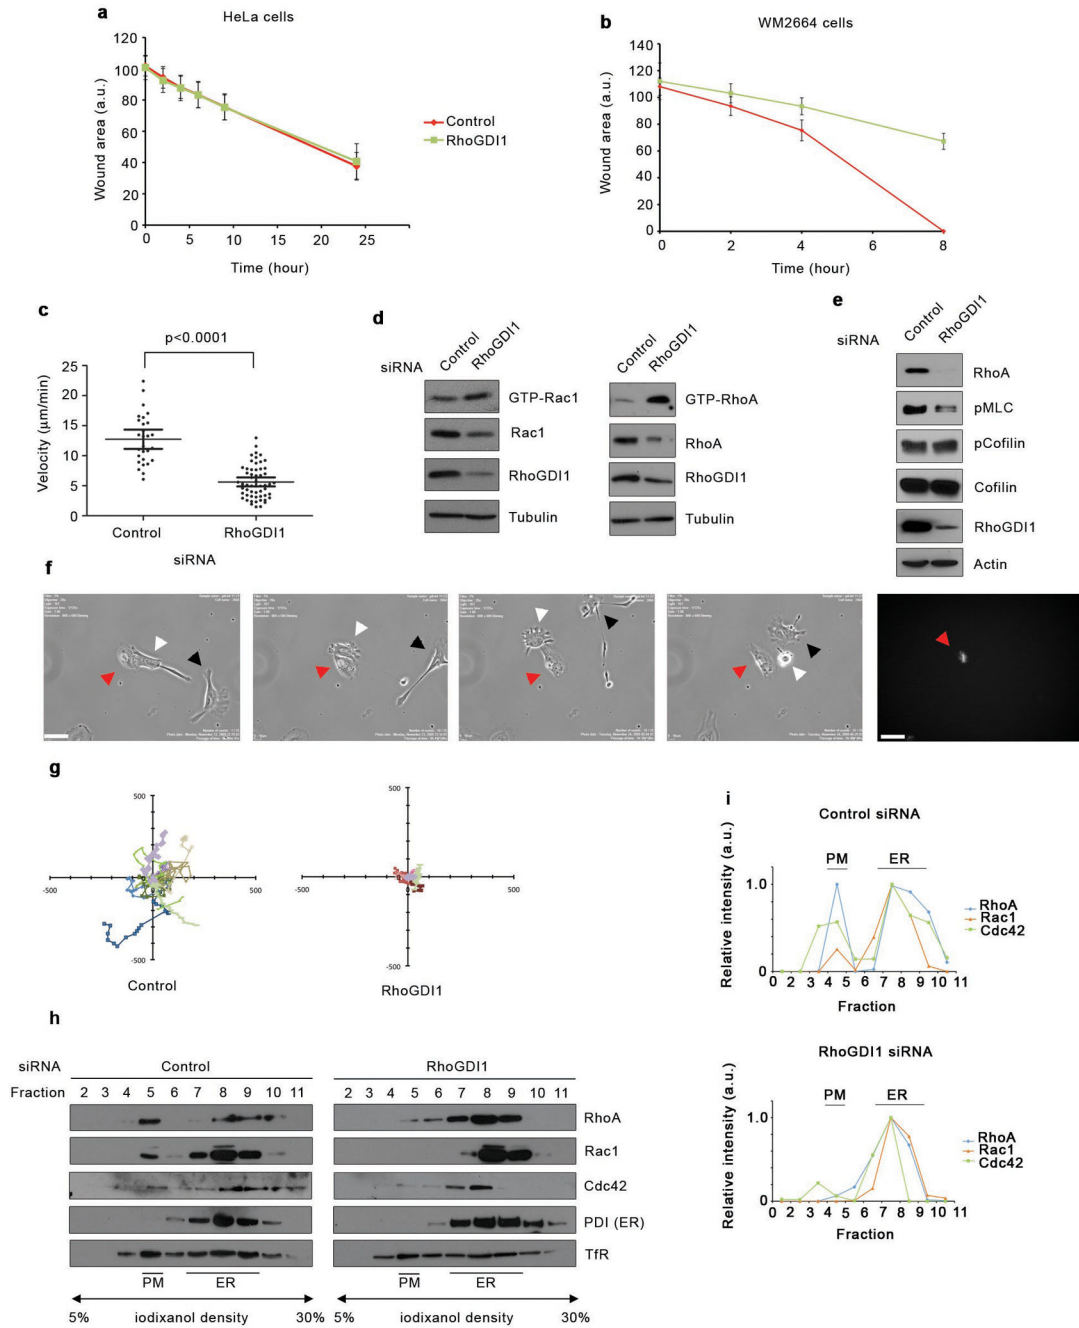 a
HeLa cells
120
100
80
60
40
20
0
Wound area (a.u.)
0 5 10 15 20 25
Time (hour)
Control
RhoGDI1
b
WM2664 cells
140
120
100
80
60
40
20
0
Wound area (a.u.)
0 2 4 6 8
Time (hour)
c
p<0.0001
25
20
15
10
5
0
Velocity (µm/min)
Control RhoGDI1
siRNA
d
siRNA Control RhoGDI1
GTP-Rac1
Rac1
RhoGDI1
Tubulin
Control RhoGDI1
GTP-RhoA
RhoA
RhoGDI1
Tubulin
e
siRNA Control RhoGDI1
RhoA
pMLC
pCofilin
Cofilin
RhoGDI1
Actin
f
g
500
-500 500
-500
Control
500
-500 500
-500
RhoGDI1
h
siRNA Control RhoGDI1
Fraction 2 3 4 5 6 7 8 9 10 11 2 3 4 5 6 7 8 9 10 11
RhoA
Rac1
Cdc42
PDI (ER)
TfR
PM ER PM ER
5% iodixanol density 30% 5% iodixanol density 30%
i
Control siRNA
PM ER
1.0
0
Relative intensity (a.u.)
RhoA
Rac1
Cdc42
0 2 3 4 5 6 7 8 9 10 11
Fraction
RhoGDI1 siRNA
PM ER
1.0
0
Relative intensity (a.u.)
RhoA
Rac1
Cdc42
0 2 3 4 5 6 7 8 9 10 11
Fraction